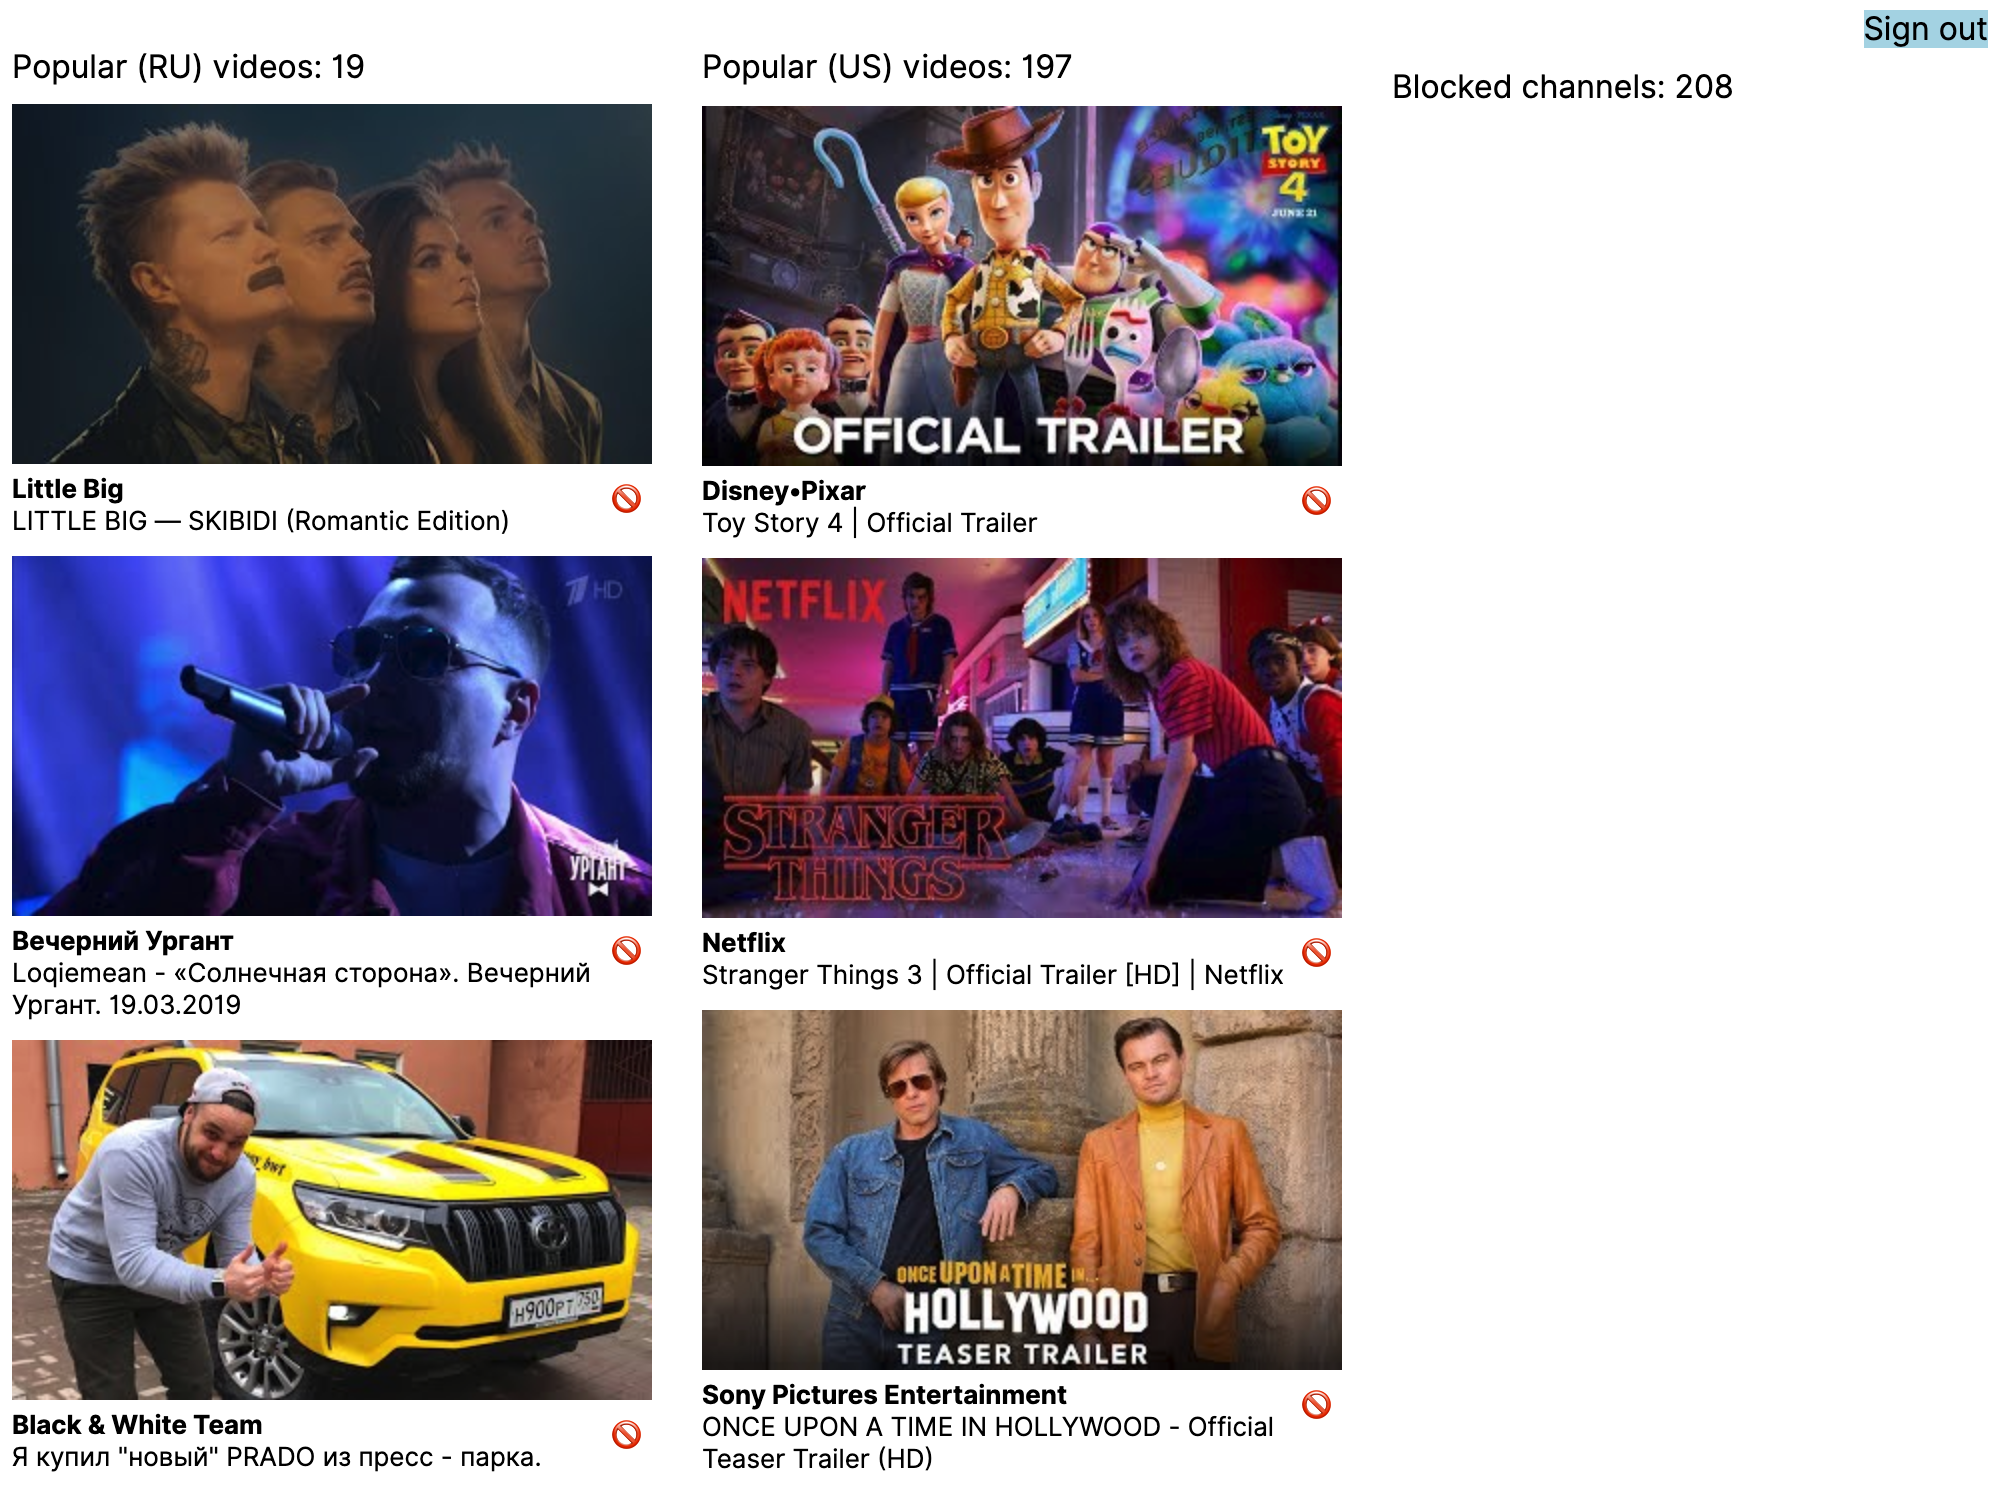 Sign out
Popular (RU) videos: 19
Little Big
LITTLE BIG — SKIBIDI (Romantic Edition)
HD
УРГАНТ
Вечерний Ургант
Loqiemean - «Солнечная сторона». Вечерний
Ургант. 19.03.2019
Н900РТ 750
Black & White Team
Я купил "новый" PRADO из пресс - парка.
Popular (US) videos: 197
TOY
STORY
4
JUNE 21
OFFICIAL TRAILER
Disney•Pixar
Toy Story 4 | Official Trailer
NETFLIX
STRANGER
THINGS
Netflix
Stranger Things 3 | Official Trailer [HD] | Netflix
ONCE UPON A TIME IN...
HOLLYWOOD
TEASER TRAILER
Sony Pictures Entertainment
ONCE UPON A TIME IN HOLLYWOOD - Official
Teaser Trailer (HD)
Blocked channels: 208